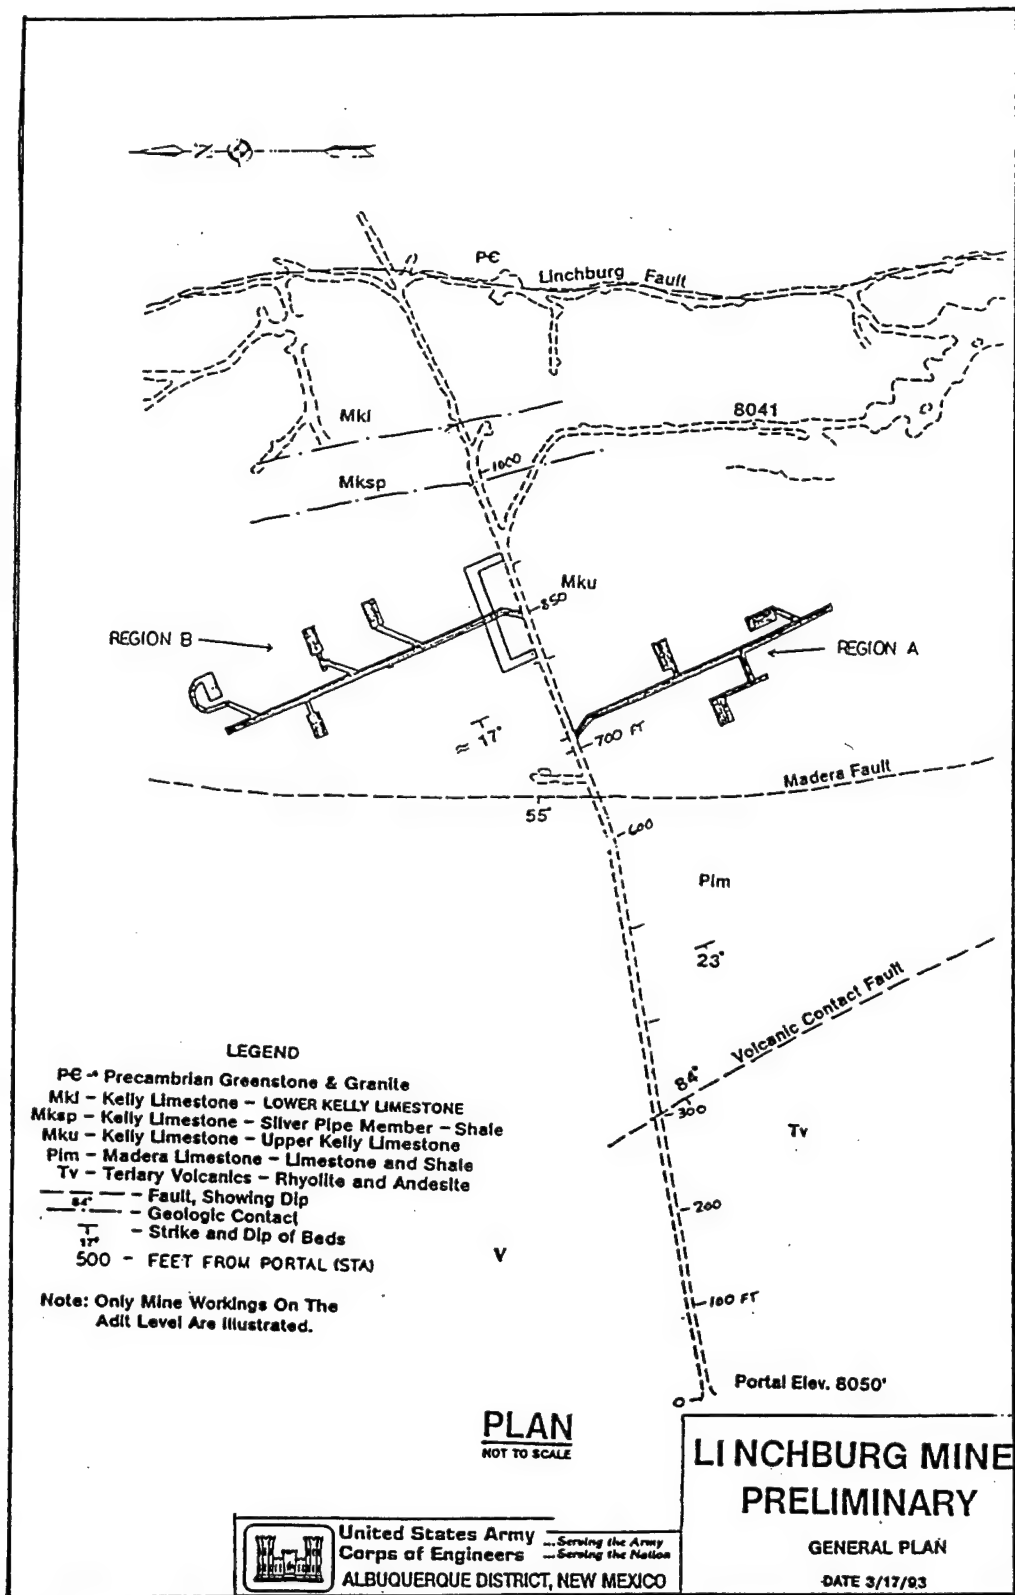 N
PЄ
Linchburg Fault
Mkl
8041
1000
Mksp
Mku
850
REGION B
REGION A
≈ 17°
700 FT
Madera Fault
55°
600
Plm
23°
Volcanic Contact Fault
84°
300
Tv
LEGEND
PЄ - Precambrian Greenstone & Granite
Mkl - Kelly Limestone - LOWER KELLY LIMESTONE
Mksp - Kelly Limestone - Silver Pipe Member - Shale
Mku - Kelly Limestone - Upper Kelly Limestone
Plm - Madera Limestone - Limestone and Shale
Tv - Tertiary Volcanics - Rhyolite and Andesite
84° - Fault, Showing Dip
- Geologic Contact
17° - Strike and Dip of Beds
500 - FEET FROM PORTAL (STA)
200
V
Note: Only Mine Workings On The
Adit Level Are Illustrated.
100 FT
Portal Elev. 8050'
0
PLAN
NOT TO SCALE
LINCHBURG MINE
PRELIMINARY
GENERAL PLAN
DATE 3/17/93
United States Army
Corps of Engineers
...Serving the Army
...Serving the Nation
ALBUQUERQUE DISTRICT, NEW MEXICO